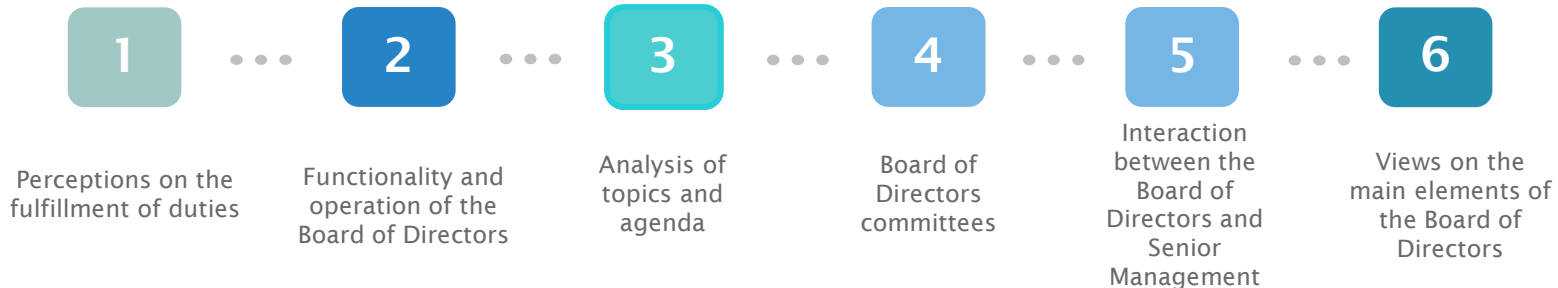 1
Perceptions on the
fulfillment of duties
2
Functionality and
operation of the
Board of Directors
3
Analysis of
topics and
agenda
4
Board of
Directors
committees
5
Interaction
between the
Board of
Directors and
Senior
Management
6
Views on the
main elements of
the Board of
Directors